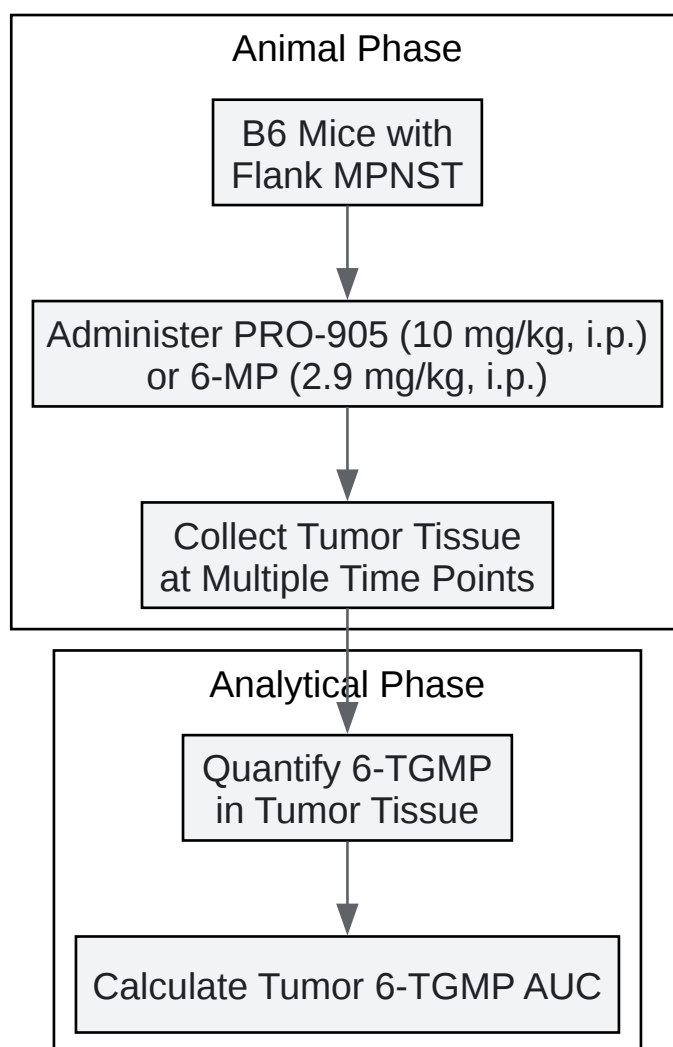 Animal Phase
B6 Mice with
Flank MPNST
Administer PRO-905 (10 mg/kg, i.p.)
or 6-MP (2.9 mg/kg, i.p.)
Collect Tumor Tissue
at Multiple Time Points
Analytical Phase
Quantify 6-TGMP
in Tumor Tissue
Calculate Tumor 6-TGMP AUC